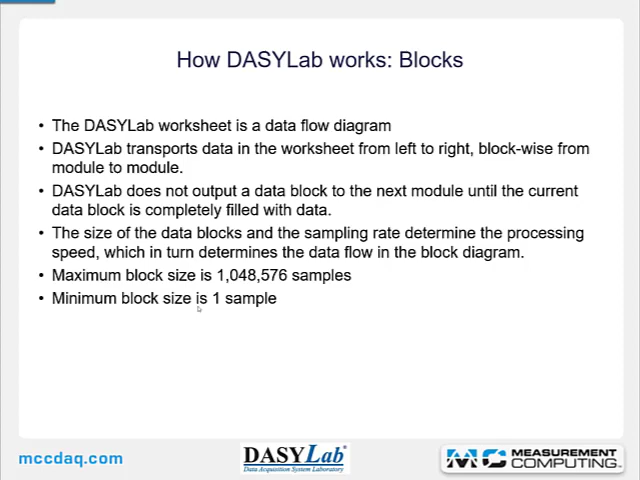 How DASYLab works: Blocks
• The DASYLab worksheet is a data flow diagram
• DASYLab transports data in the worksheet from left to right, block-wise from
module to module.
• DASYLab does not output a data block to the next module until the current
data block is completely filled with data.
• The size of the data blocks and the sampling rate determine the processing
speed, which in turn determines the data flow in the block diagram.
• Maximum block size is 1,048,576 samples
• Minimum block size is 1 sample
mccdaq.com
DASYLab®
Data Acquisition System Laboratory
MC MEASUREMENT
COMPUTING™